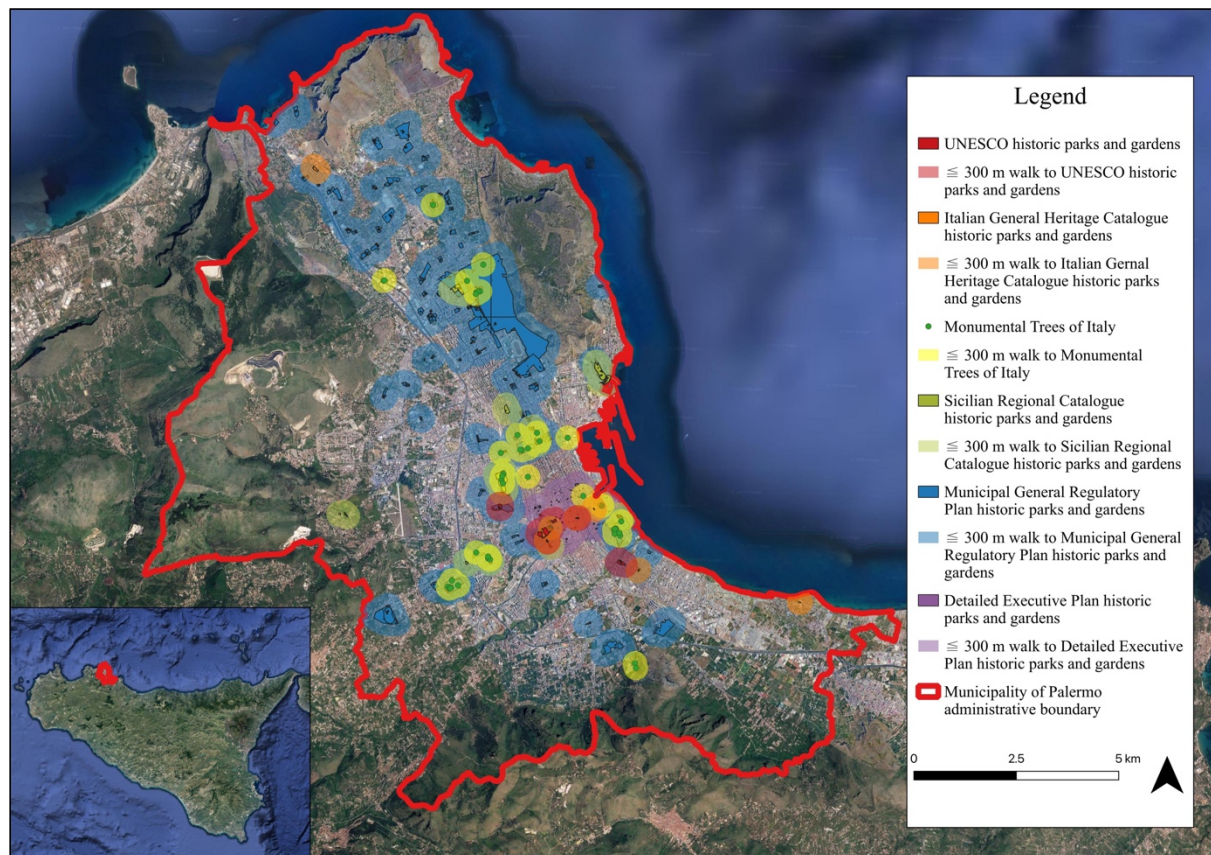 Legend
UNESCO historic parks and gardens
≦ 300 m walk to UNESCO historic
parks and gardens
Italian General Heritage Catalogue
historic parks and gardens
≦ 300 m walk to Italian Gernal
Heritage Catalogue historic parks
and gardens
Monumental Trees of Italy
≦ 300 m walk to Monumental
Trees of Italy
Sicilian Regional Catalogue
historic parks and gardens
≦ 300 m walk to Sicilian Regional
Catalogue historic parks and gardens
Municipal General Regulatory
Plan historic parks and gardens
≦ 300 m walk to Municipal General
Regulatory Plan historic parks and
gardens
Detailed Executive Plan historic
parks and gardens
≦ 300 m walk to Detailed Executive
Plan historic parks and gardens
Municipality of Palermo
administrative boundary
0 2.5 5 km